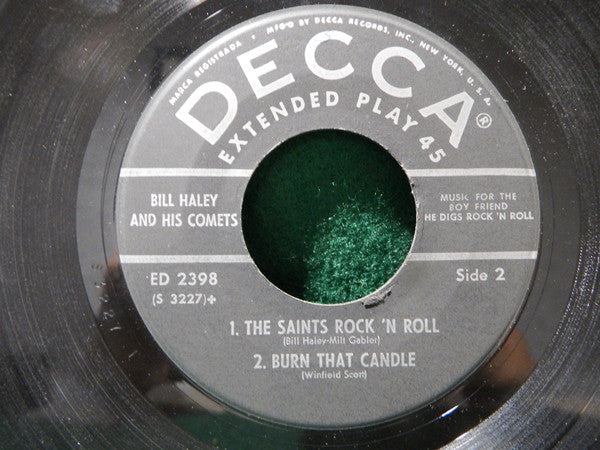 MARCA REGISTRADA • MFG'D BY DECCA RECORDS, INC., NEW YORK, U. S. A.
DECCA®
EXTENDED PLAY 45
BILL HALEY
AND HIS COMETS
MUSIC FOR THE
BOY FRIEND
HE DIGS ROCK 'N ROLL
ED 2398
(S 3227)+
Side 2
1. THE SAINTS ROCK 'N ROLL
(Bill Haley-Milt Gabler)
2. BURN THAT CANDLE
(Winfield Scott)